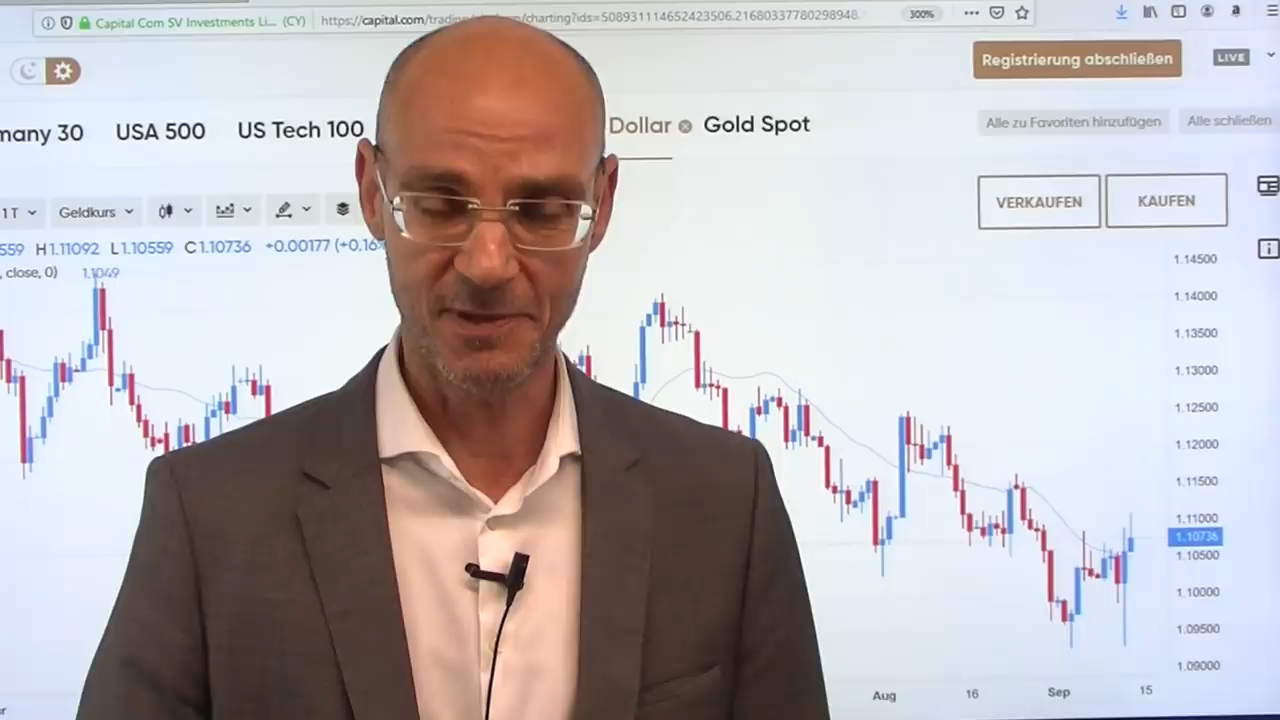 Capital Com SV Investments Li... (CY)
https://capital.com/trading/platform/charting?ids=508931114652423506.21680337780298948.
300%
Registrierung abschließen
LIVE
many 30 USA 500 US Tech 100 Dollar Gold Spot
Alle zu Favoriten hinzufügen
Alle schließen
1T Geldkurs
VERKAUFEN KAUFEN
559 H1.11092 L1.10559 C1.10736 +0.00177 (+0.16
, close, 0) 1.1049
1.14500
1.14000
1.13500
1.13000
1.12500
1.12000
1.11500
1.11000
1.10736
1.10500
1.10000
1.09500
1.09000
Aug 16 Sep 15